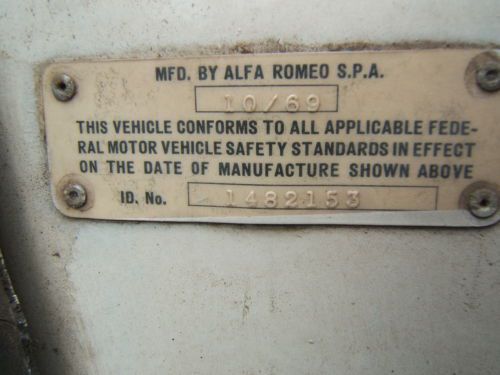 MFD. BY ALFA ROMEO S.P.A.
10/69
THIS VEHICLE CONFORMS TO ALL APPLICABLE FEDE-
RAL MOTOR VEHICLE SAFETY STANDARDS IN EFFECT
ON THE DATE OF MANUFACTURE SHOWN ABOVE
ID. No. 1482153